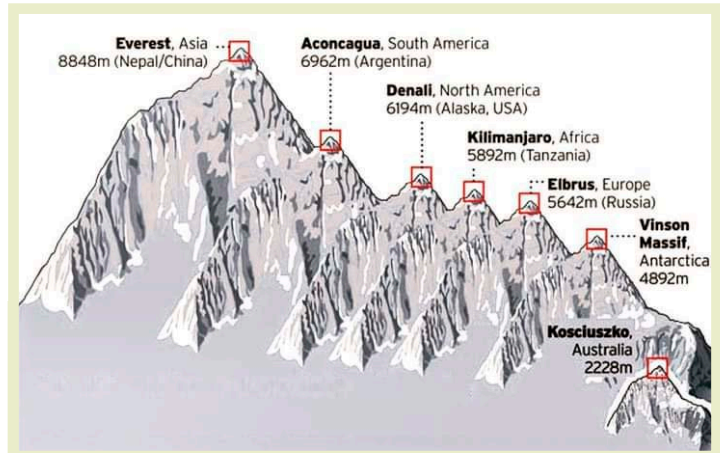 Everest, Asia
8848m (Nepal/China)
Aconcagua, South America
6962m (Argentina)
Denali, North America
6194m (Alaska, USA)
Kilimanjaro, Africa
5892m (Tanzania)
Elbrus, Europe
5642m (Russia)
Vinson
Massif,
Antarctica
4892m
Kosciuszko,
Australia
2228m